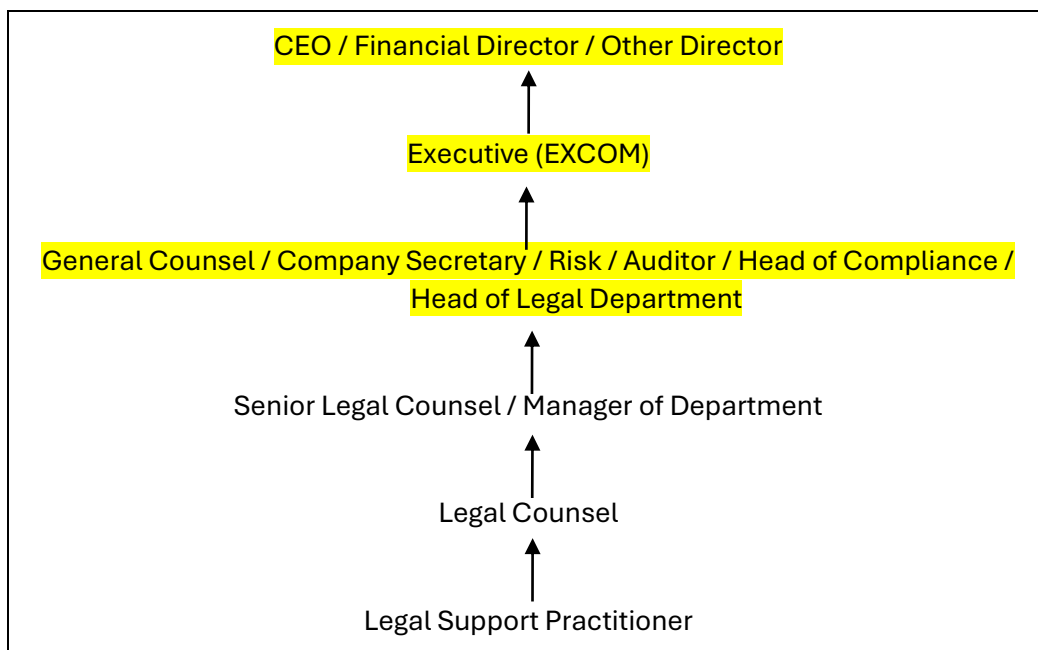 CEO / Financial Director / Other Director
Executive (EXCOM)
General Counsel / Company Secretary / Risk / Auditor / Head of Compliance /
Head of Legal Department
Senior Legal Counsel / Manager of Department
Legal Counsel
Legal Support Practitioner